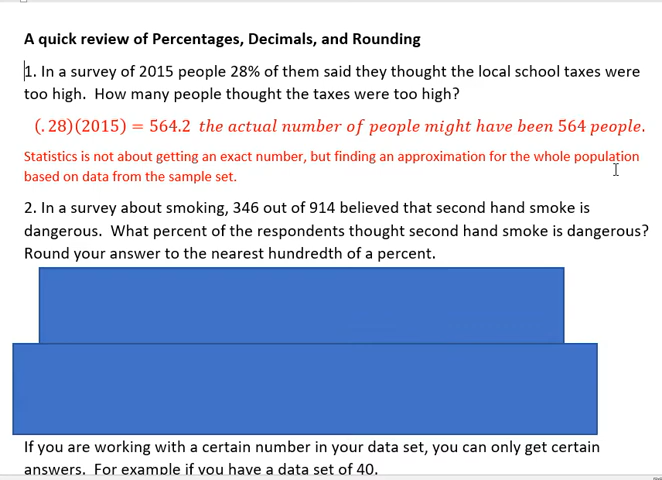 A quick review of Percentages, Decimals, and Rounding
1. In a survey of 2015 people 28% of them said they thought the local school taxes were
too high.  How many people thought the taxes were too high?
(.28)(2015) = 564.2 the actual number of people might have been 564 people.
Statistics is not about getting an exact number, but finding an approximation for the whole population
based on data from the sample set.
2. In a survey about smoking, 346 out of 914 believed that second hand smoke is
dangerous.  What percent of the respondents thought second hand smoke is dangerous?
Round your answer to the nearest hundredth of a percent.
If you are working with a certain number in your data set, you can only get certain
answers.  For example if you have a data set of 40.